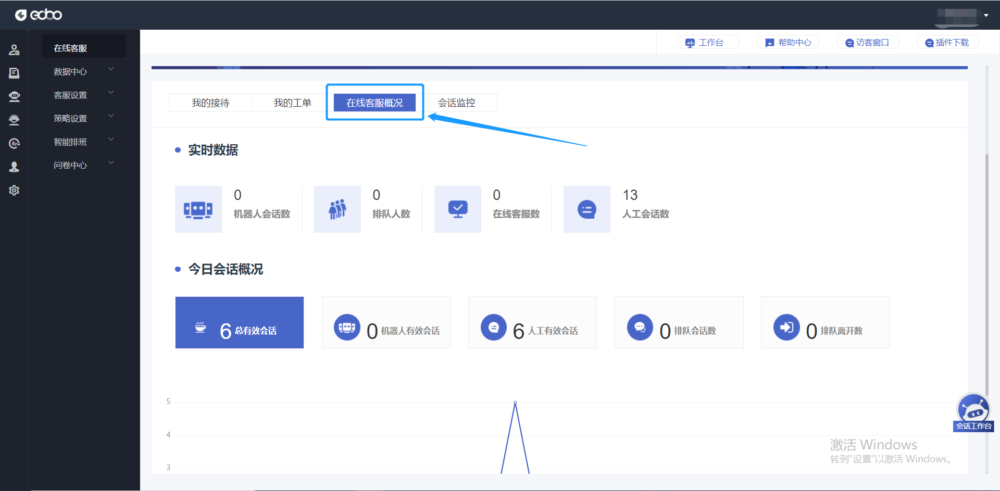 edbo
工作台
帮助中心
访客窗口
插件下载
在线客服
数据中心
客服设置
策略设置
智能排班
问卷中心
我的接待
我的工单
在线客服概况
会话监控
实时数据
0
机器人会话数
0
排队人数
0
在线客服数
13
人工会话数
今日会话概况
6 总有效会话
0 机器人有效会话
6 人工有效会话
0 排队会话数
0 排队离开数
5
4
3
会话工作台
激活 Windows
转到“设置”以激活 Windows。